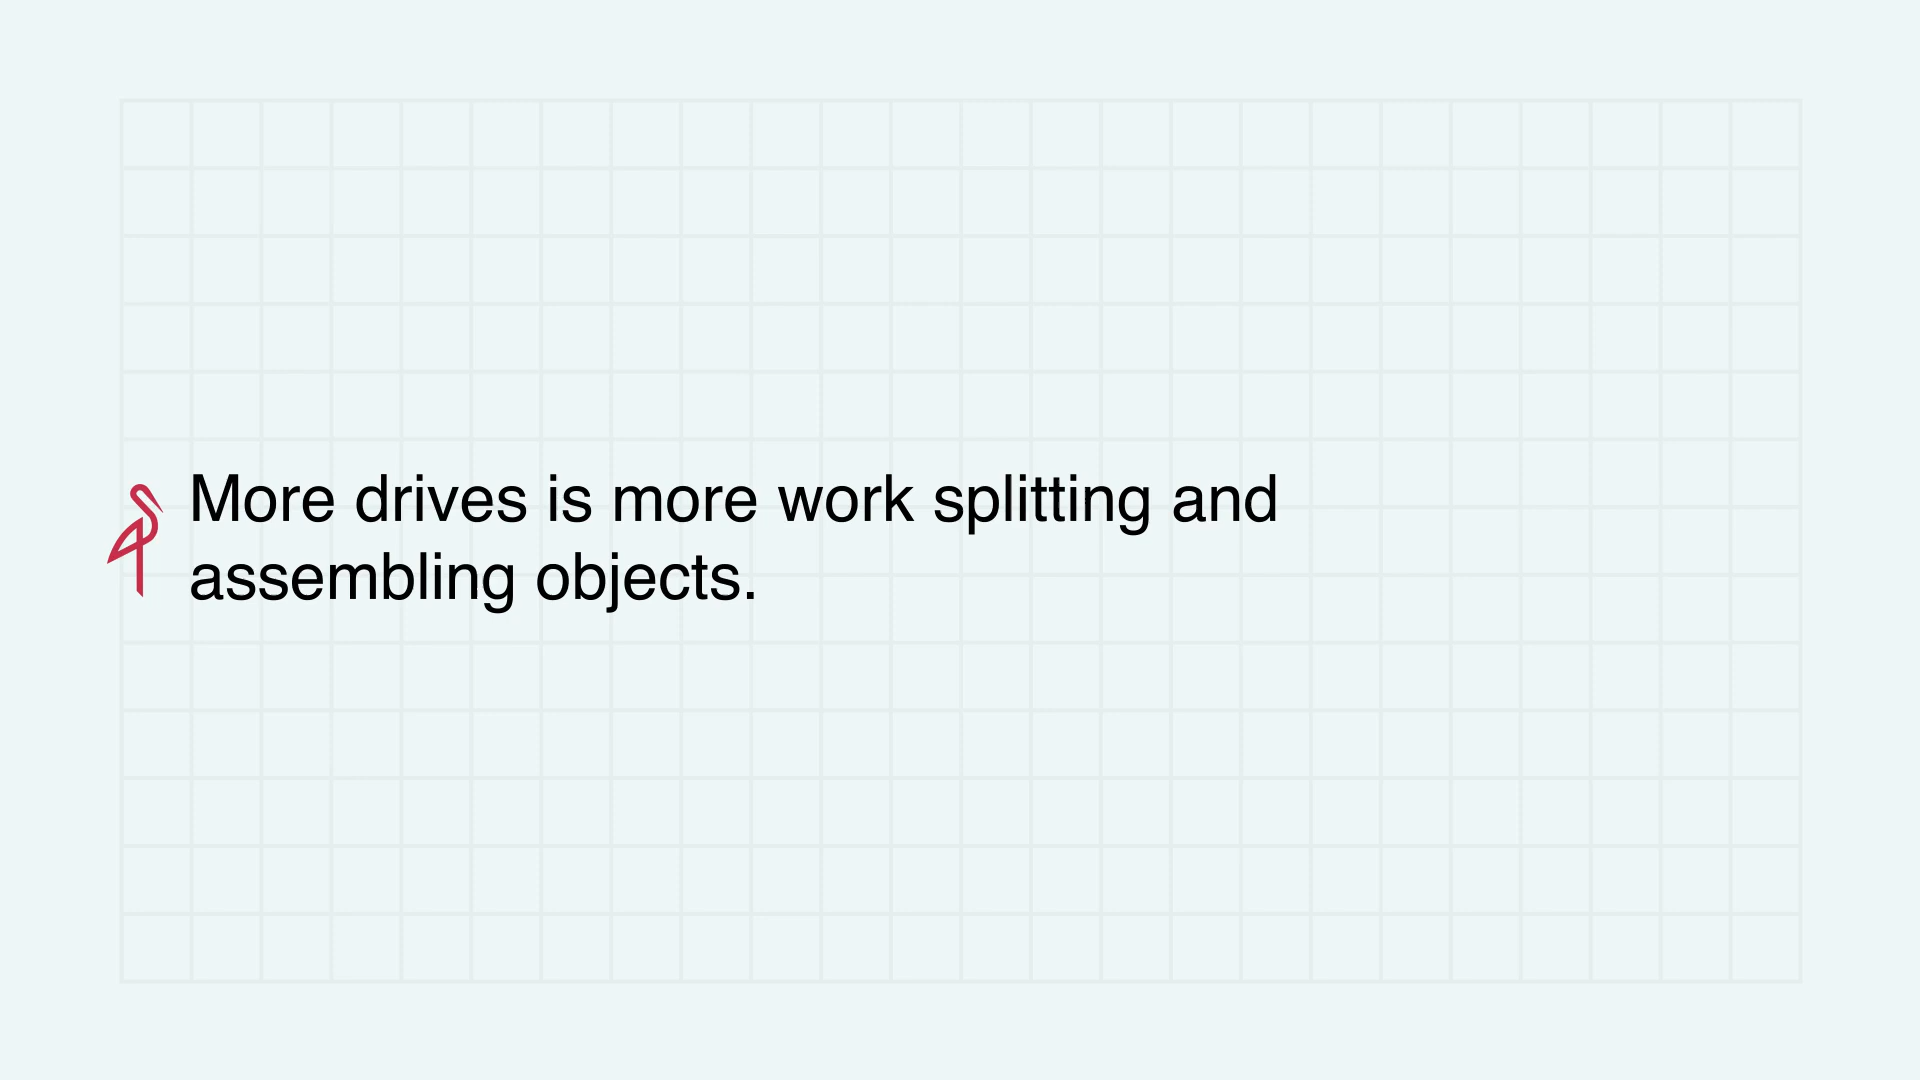 More drives is more work splitting and
assembling objects.